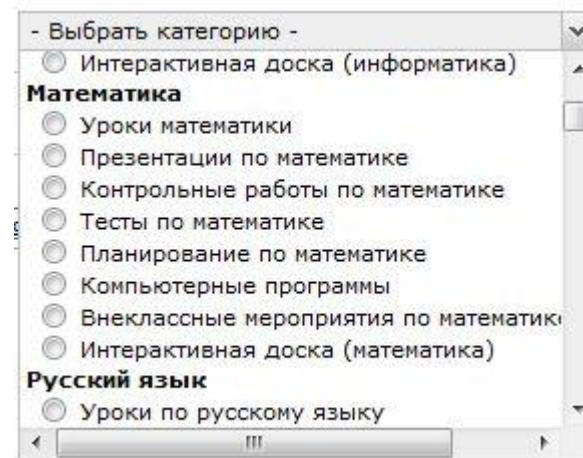 - Выбрать категорию -
Интерактивная доска (информатика)
Математика
Уроки математики
Презентации по математике
Контрольные работы по математике
Тесты по математике
Планирование по математике
Компьютерные программы
Внеклассные мероприятия по математик
Интерактивная доска (математика)
Русский язык
Уроки по русскому языку